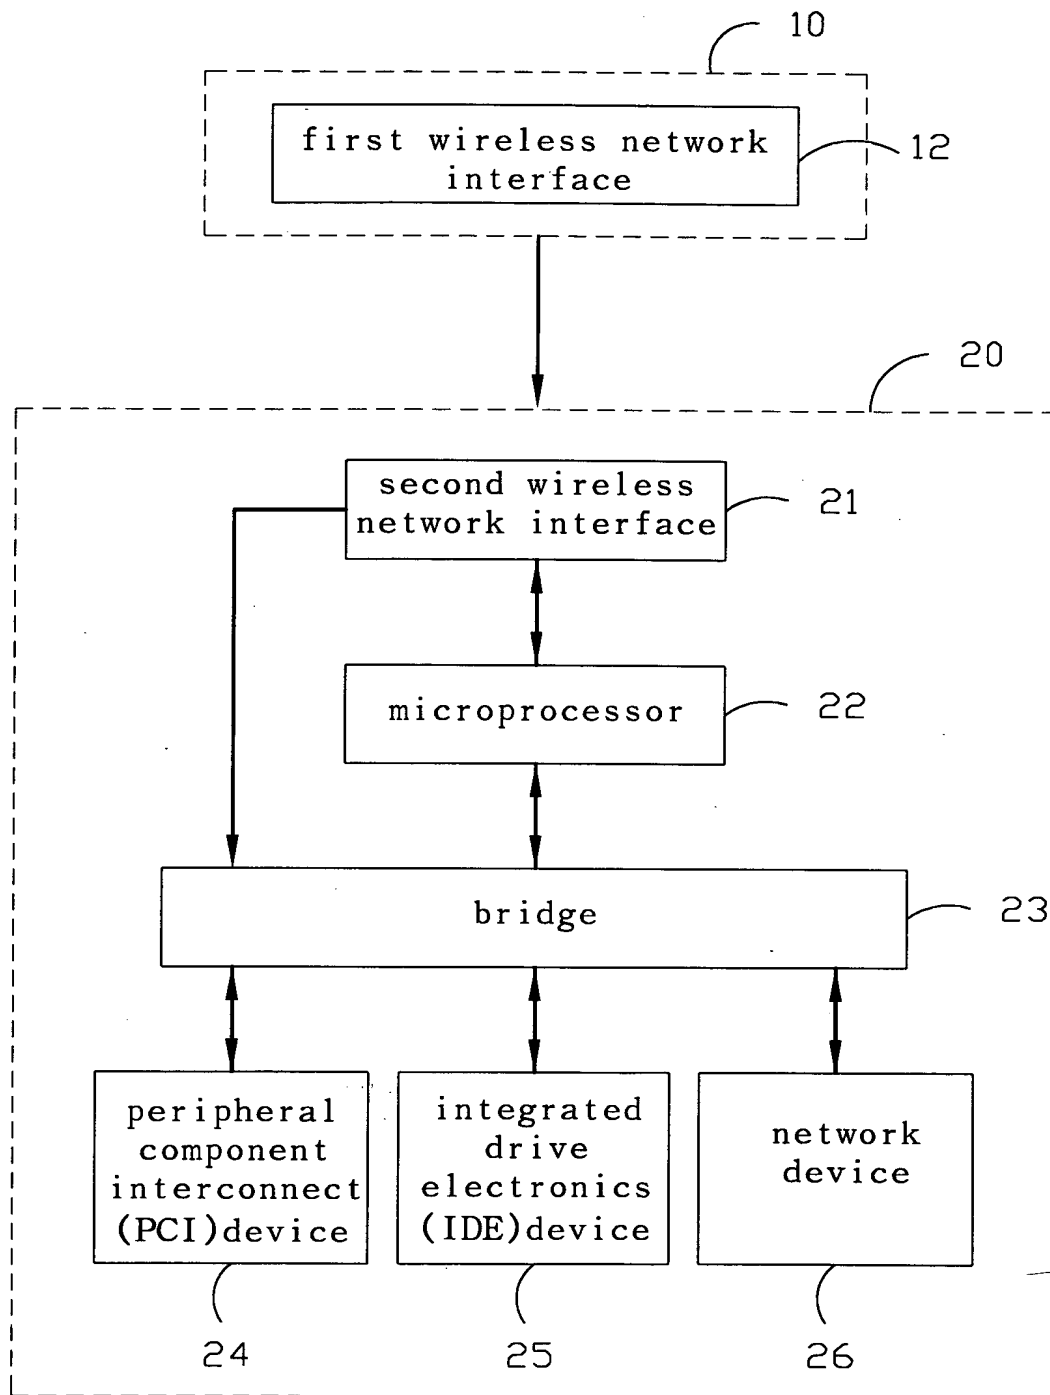 10
first wireless network
interface
12
20
second wireless
network interface
21
microprocessor
22
bridge
23
peripheral
component
interconnect
(PCI)device
integrated
drive
electronics
(IDE)device
network
device
24
25
26